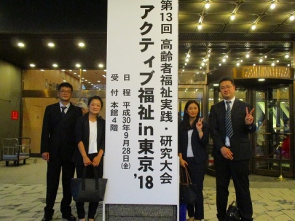 第13回 高齢者福祉実践・研究大会
アクティブ福祉in東京'18
日 程 平成30年9月28日(金)
受 付 本館4階